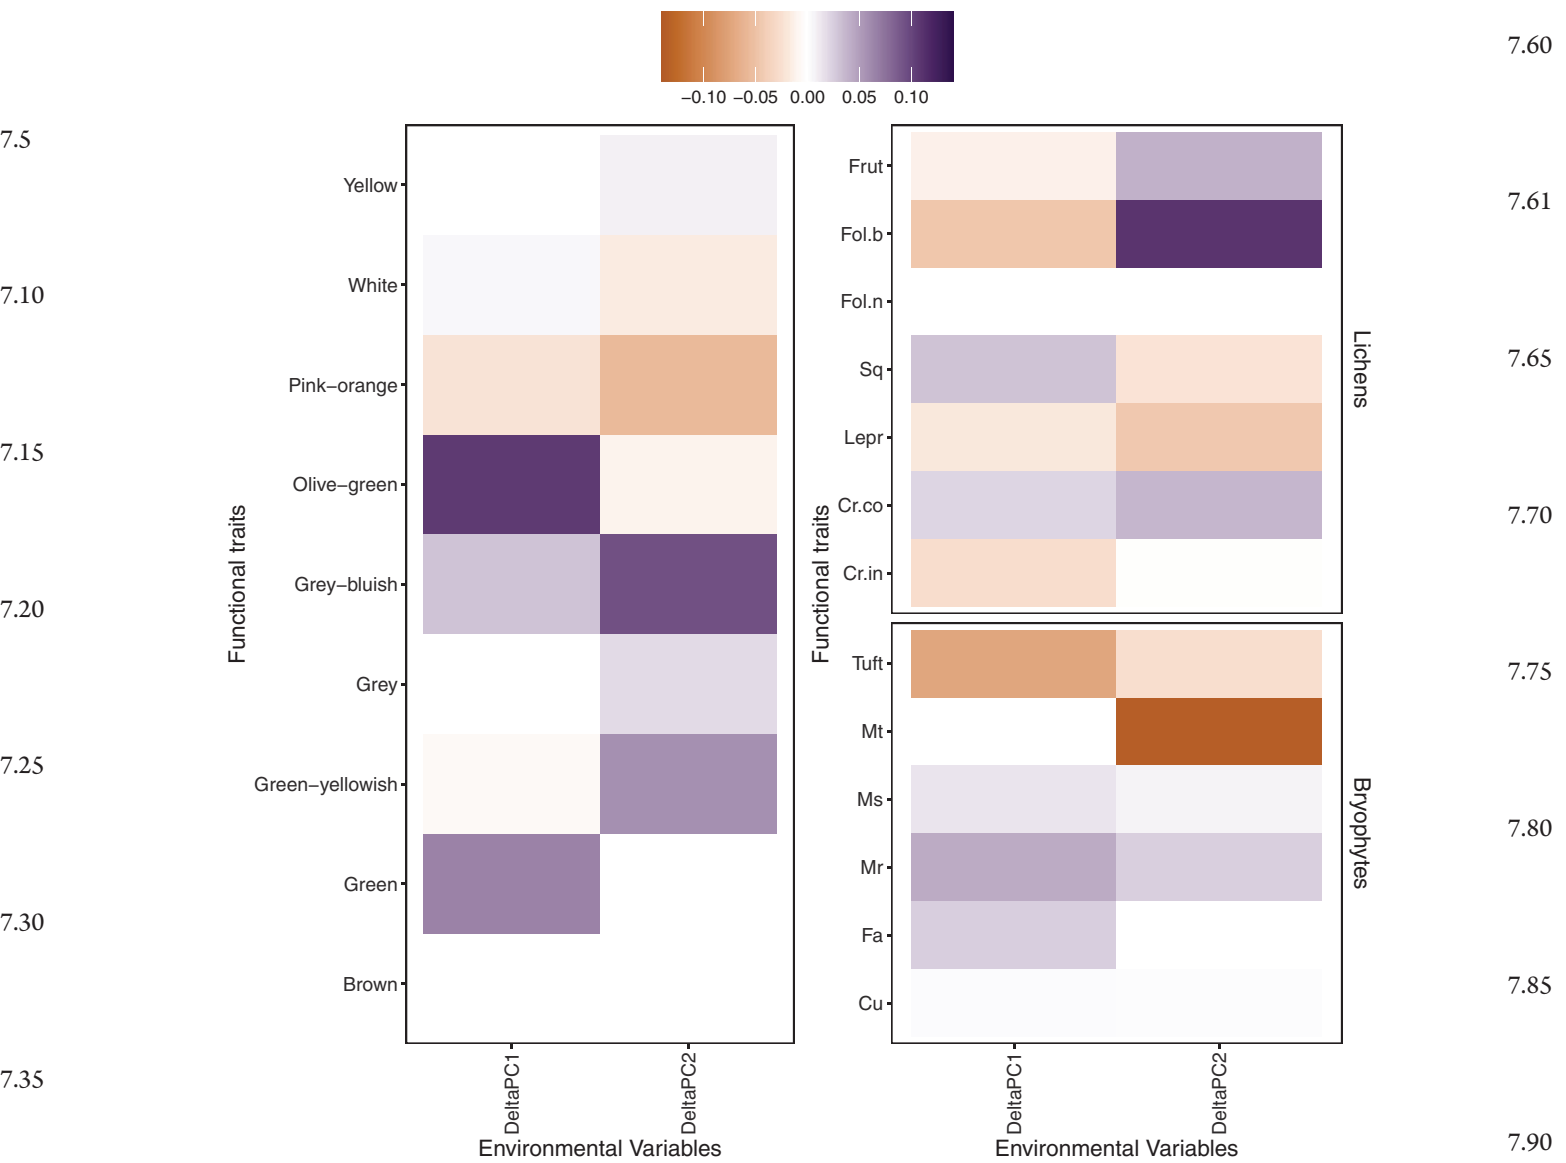 −0.10 −0.05 0.00 0.05 0.10
7.5
7.10
7.15
7.20
7.25
7.30
7.35
Functional traits
Yellow
White
Pink−orange
Olive−green
Grey−bluish
Grey
Green−yellowish
Green
Brown
DeltaPC1
DeltaPC2
Environmental Variables
Functional traits
Frut
Fol.b
Fol.n
Sq
Lepr
Cr.co
Cr.in
Lichens
Tuft
Mt
Ms
Mr
Fa
Cu
Bryophytes
DeltaPC1
DeltaPC2
Environmental Variables
7.60
7.61
7.65
7.70
7.75
7.80
7.85
7.90